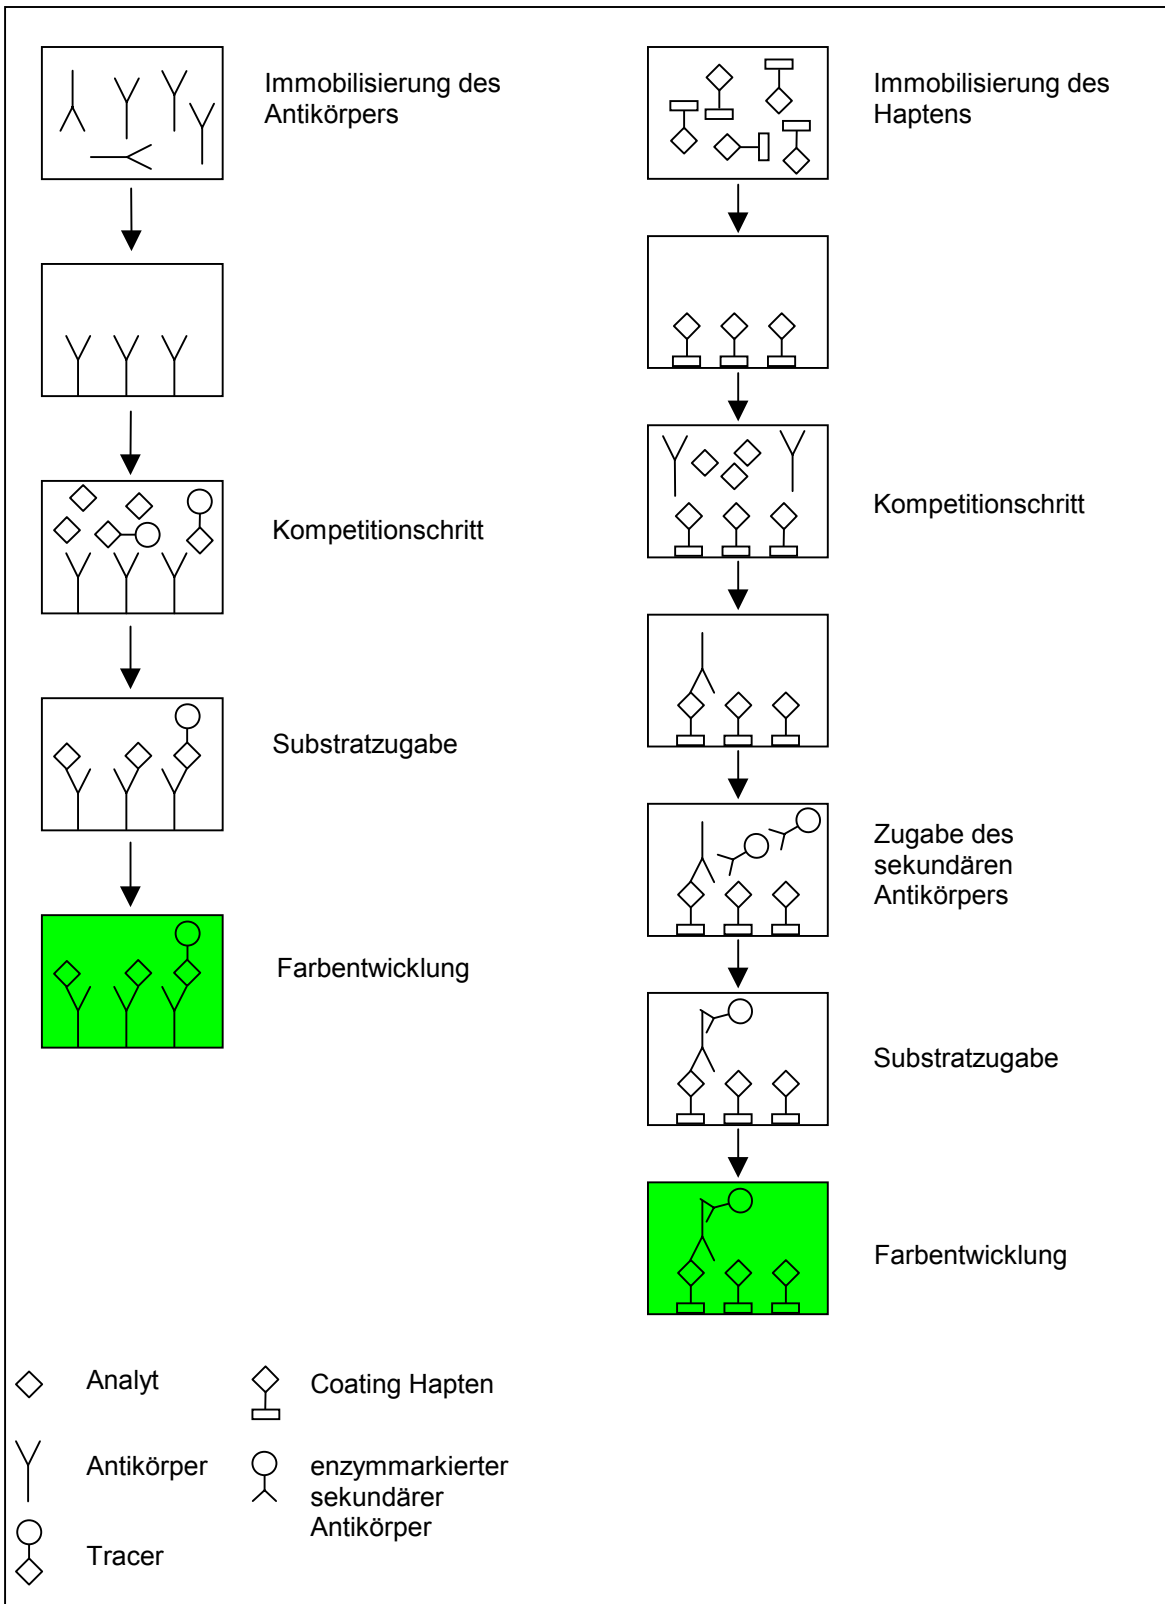 Immobilisierung des
Antikörpers
Kompetitionschritt
Substratzugabe
Farbentwicklung
Immobilisierung des
Haptens
Kompetitionschritt
Zugabe des
sekundären
Antikörpers
Substratzugabe
Farbentwicklung
Analyt
Antikörper
Tracer
Coating Hapten
enzymmarkierter
sekundärer
Antikörper